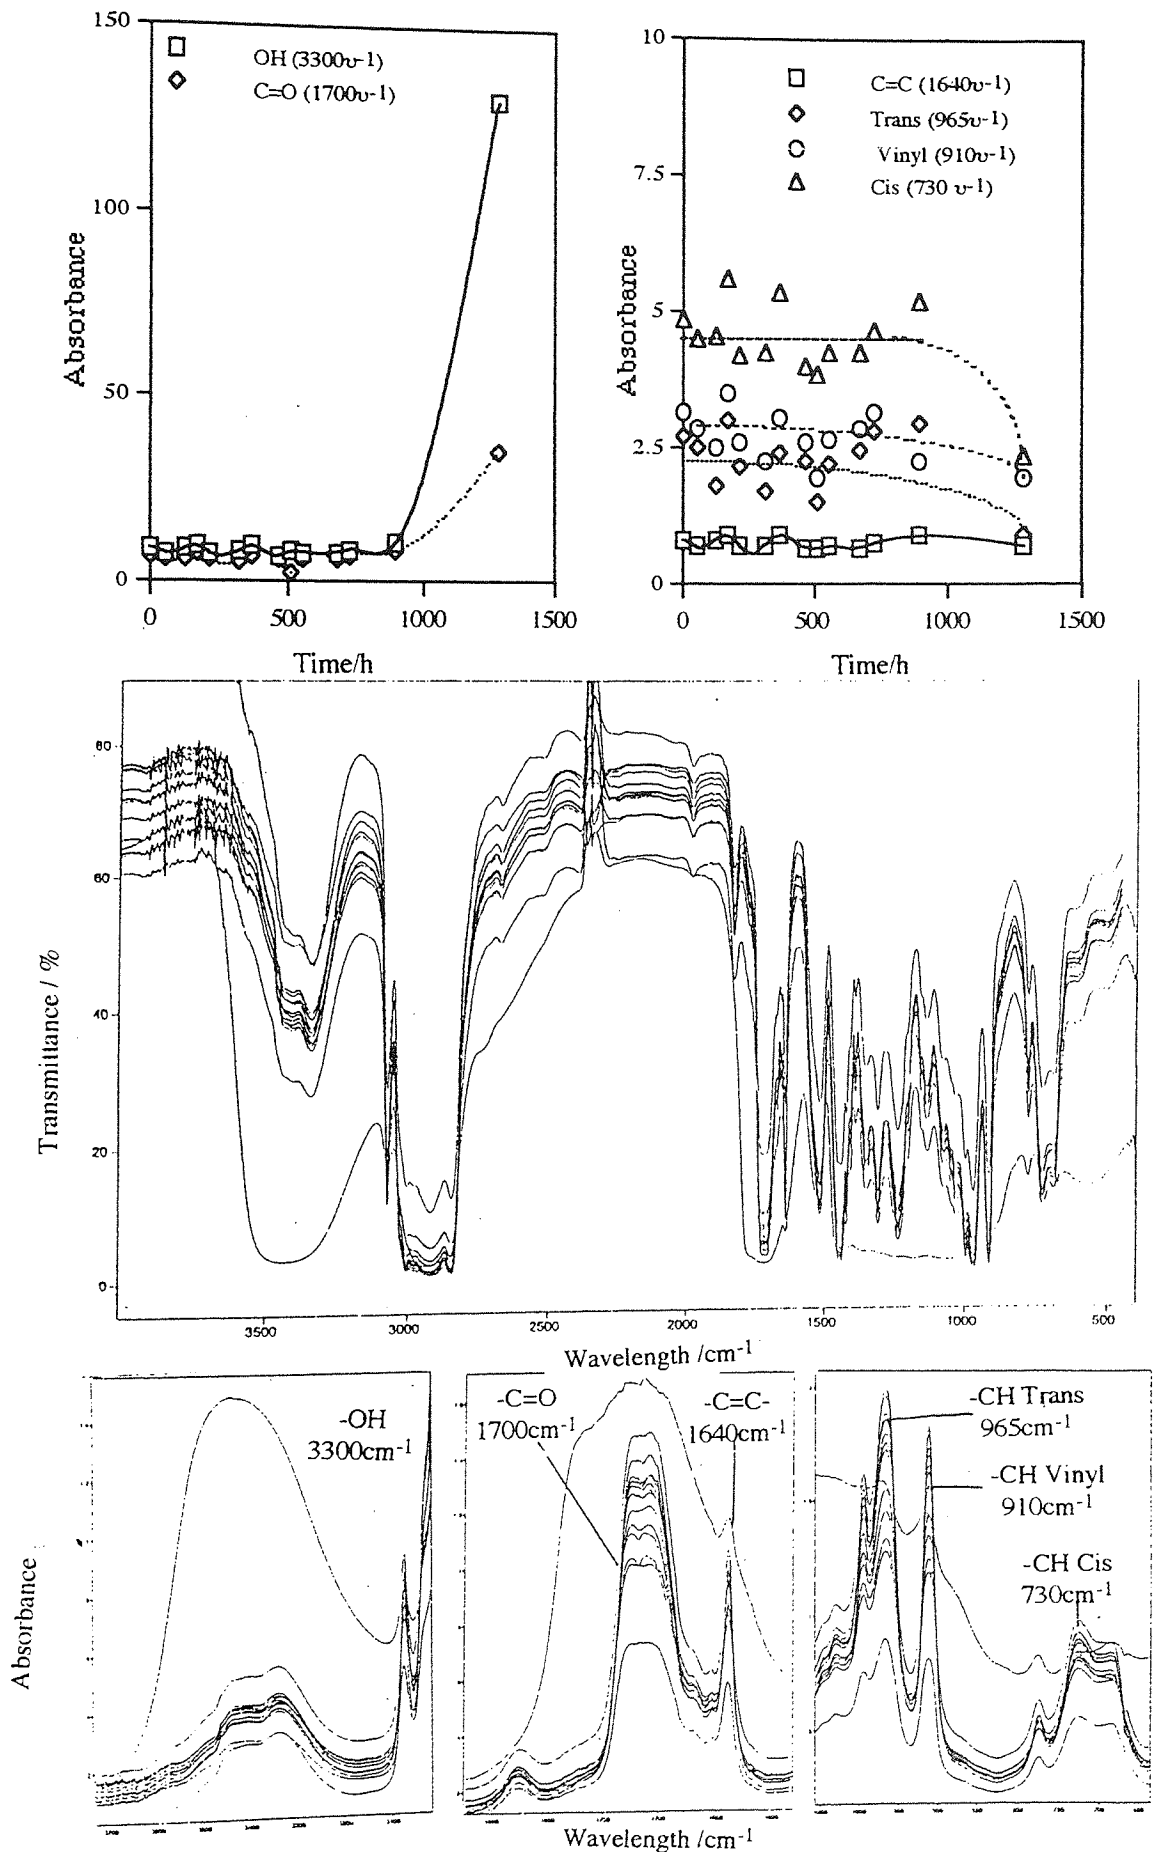 150
100
50
0
Absorbance
OH (3300υ-1)
C=O (1700υ-1)
0 500 1000 1500
Time/h
10
7.5
5
2.5
0
Absorbance
C=C (1640υ-1)
Trans (965υ-1)
Vinyl (910υ-1)
Cis (730 υ-1)
0 500 1000 1500
Time/h
80
60
40
20
0
Transmittance / %
3500 3000 2500 2000 1500 1000 500
Wavelength /cm-1
Absorbance
-OH
3300cm-1
-C=O
1700cm-1
-C=C-
1640cm-1
-CH Trans
965cm-1
-CH Vinyl
910cm-1
-CH Cis
730cm-1
Wavelength/cm-1